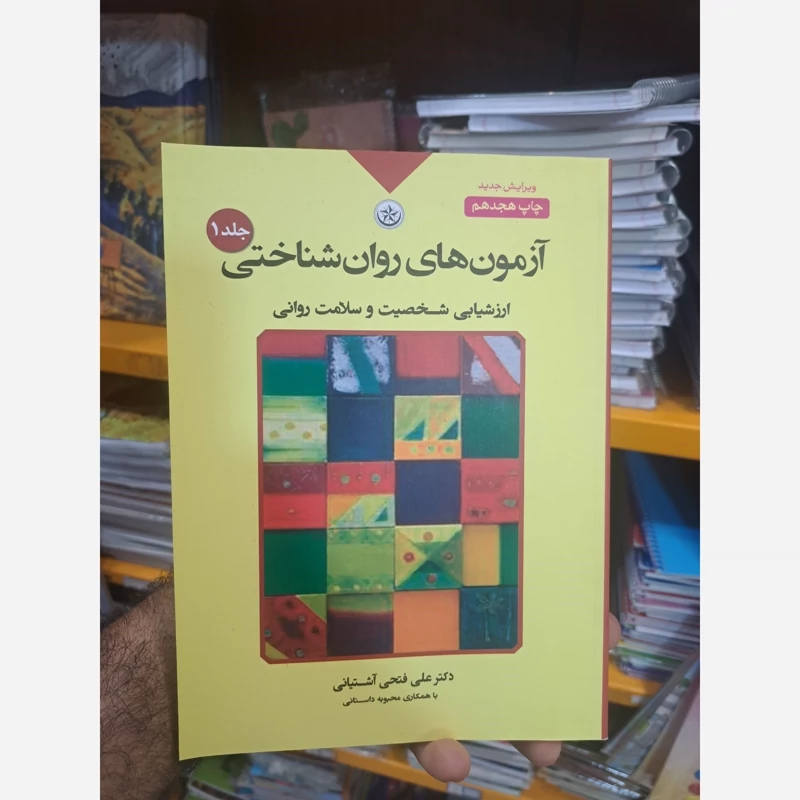 ویرایش جدید
چاپ هجدهم
جلد ۱
آزمون‌های روان‌شناختی
ارزشیابی شخصیت و سلامت روانی
دکتر علی فتحی آشتیانی
با همکاری محبوبه داستانی